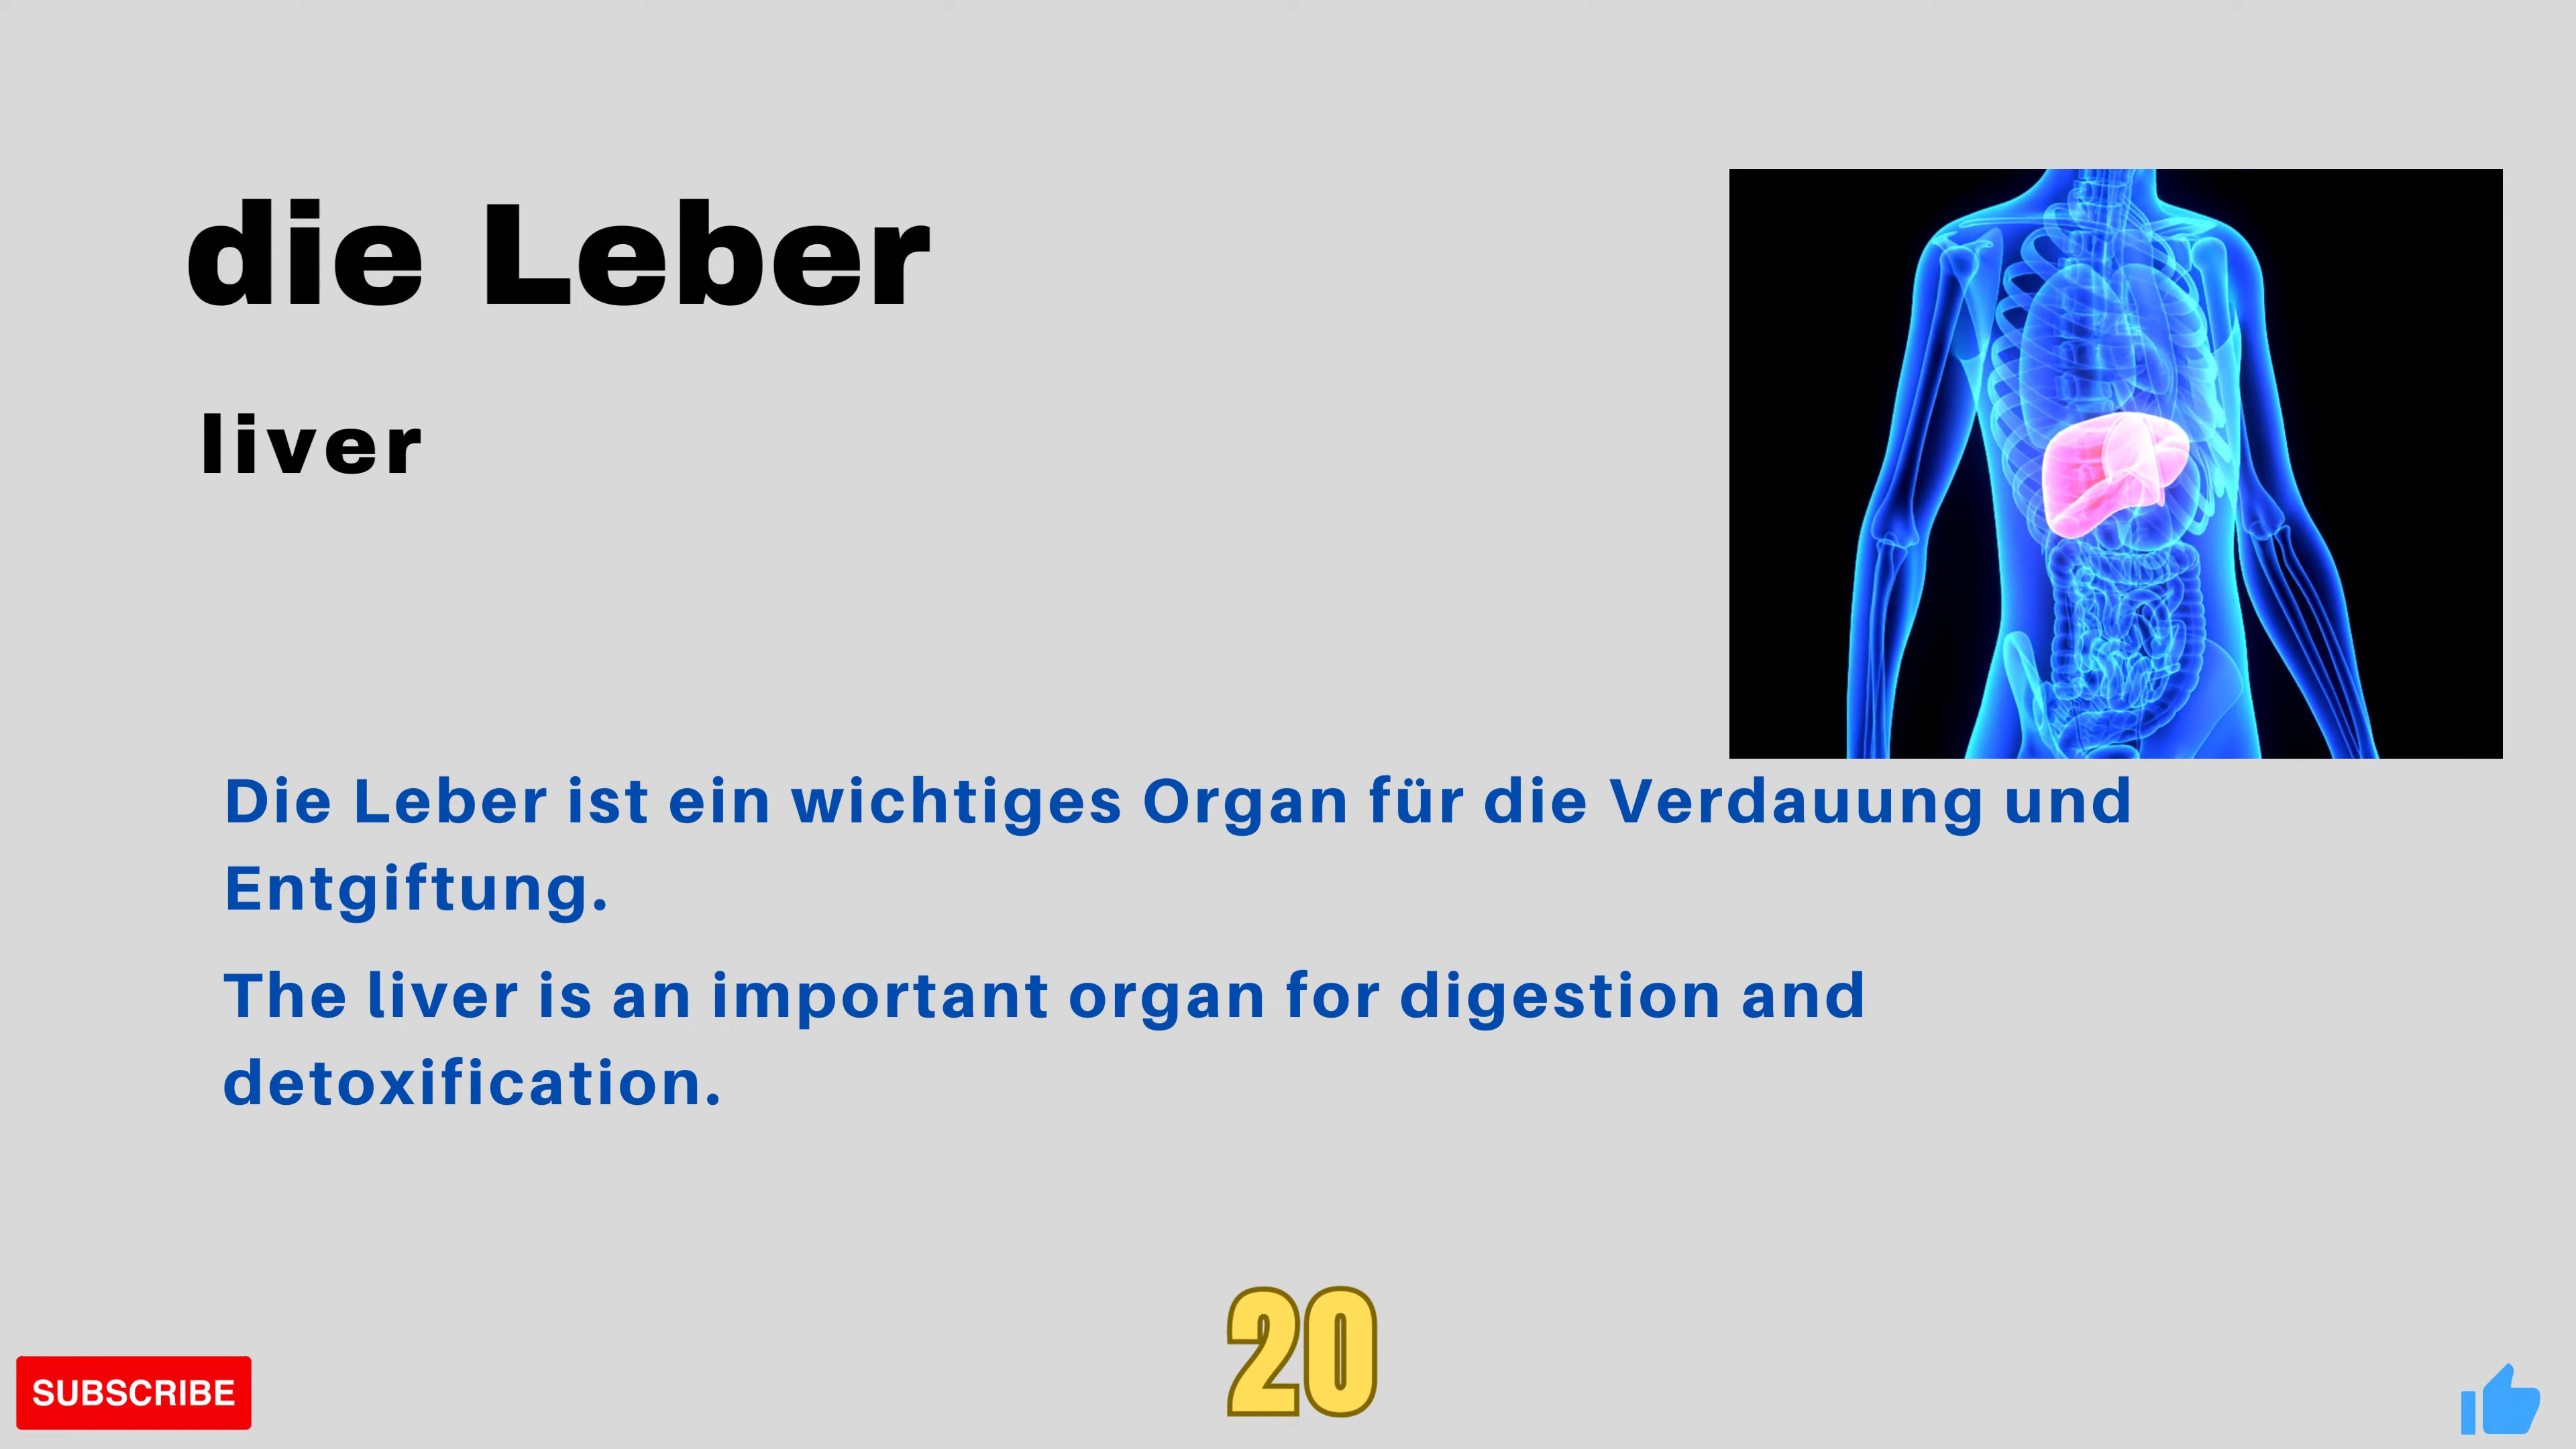 die Leber
liver
Die Leber ist ein wichtiges Organ für die Verdauung und
Entgiftung.
The liver is an important organ for digestion and
detoxification.
20
SUBSCRIBE